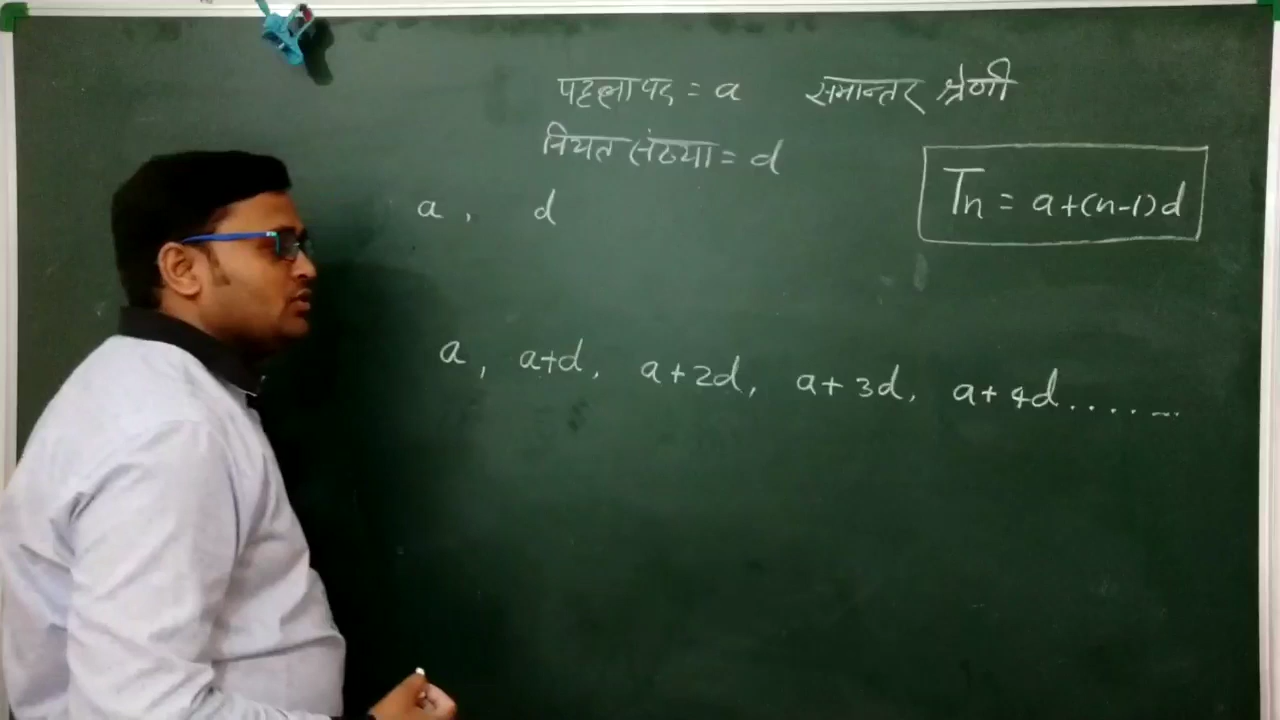 पहला पद = a समान्तर श्रेणी
नियत संख्या = d
Tn = a+(n-1)d
a , d
a , a+d, a+2d, a+3d, a+4d.......